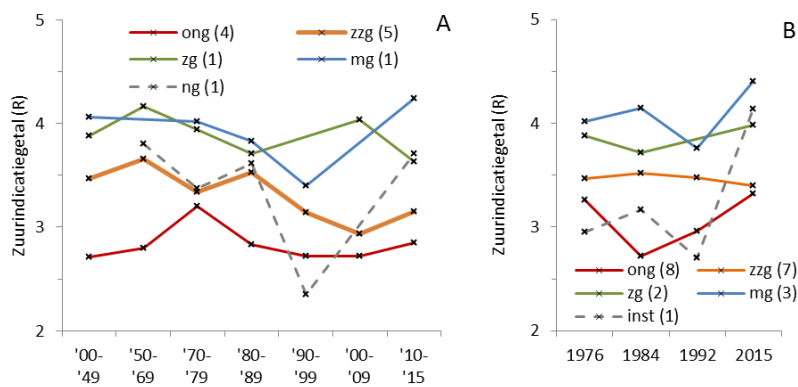 A
ong (4) zzg (5)
zg (1) mg (1)
ng (1)
Zuurindicatiegetal (R)
5
4
3
2
'00- '50- '70- '80- '90- '00- '10-
'49 '69 '79 '89 '99 '09 '15
B
Zuurindicatiegetal (R)
5
4
3
2
ong (8) zzg (7)
zg (2) mg (3)
inst (1)
1976 1984 1992 2015